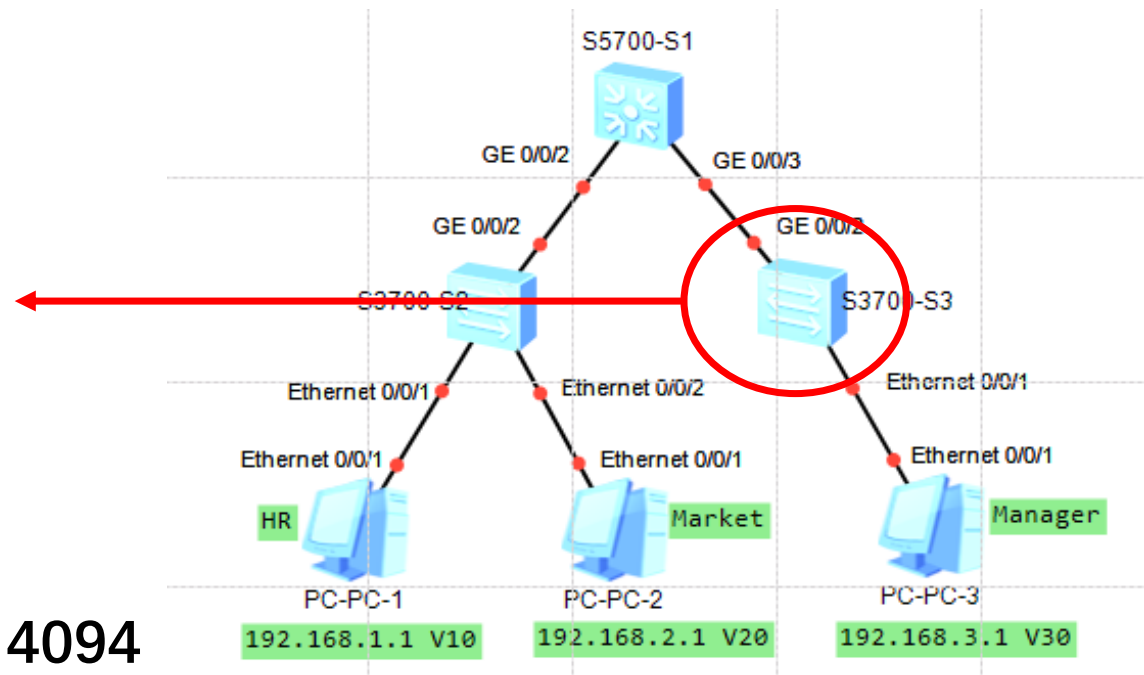 S5700-S1
GE 0/0/2
GE 0/0/3
GE 0/0/2
GE 0/0/2
S3700-S2
S3700-S3
Ethernet 0/0/1
Ethernet 0/0/2
Ethernet 0/0/1
Ethernet 0/0/1
Ethernet 0/0/1
Ethernet 0/0/1
HR
Market
Manager
PC-PC-1
PC-PC-2
PC-PC-3
4094
192.168.1.1 V10
192.168.2.1 V20
192.168.3.1 V30